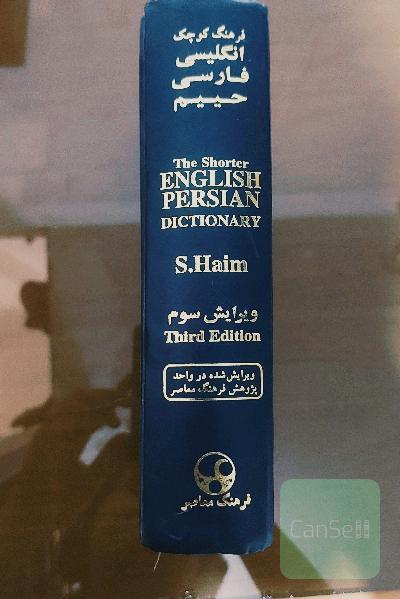 فرهنگ کوچک
انگلیسی
فارسی
حییم
The Shorter
ENGLISH
PERSIAN
DICTIONARY
S.Haim
ویرایش سوم
Third Edition
ویرایش شده در واحد
پژوهش فرهنگ معاصر
فرهنگ معاصر
CanSell